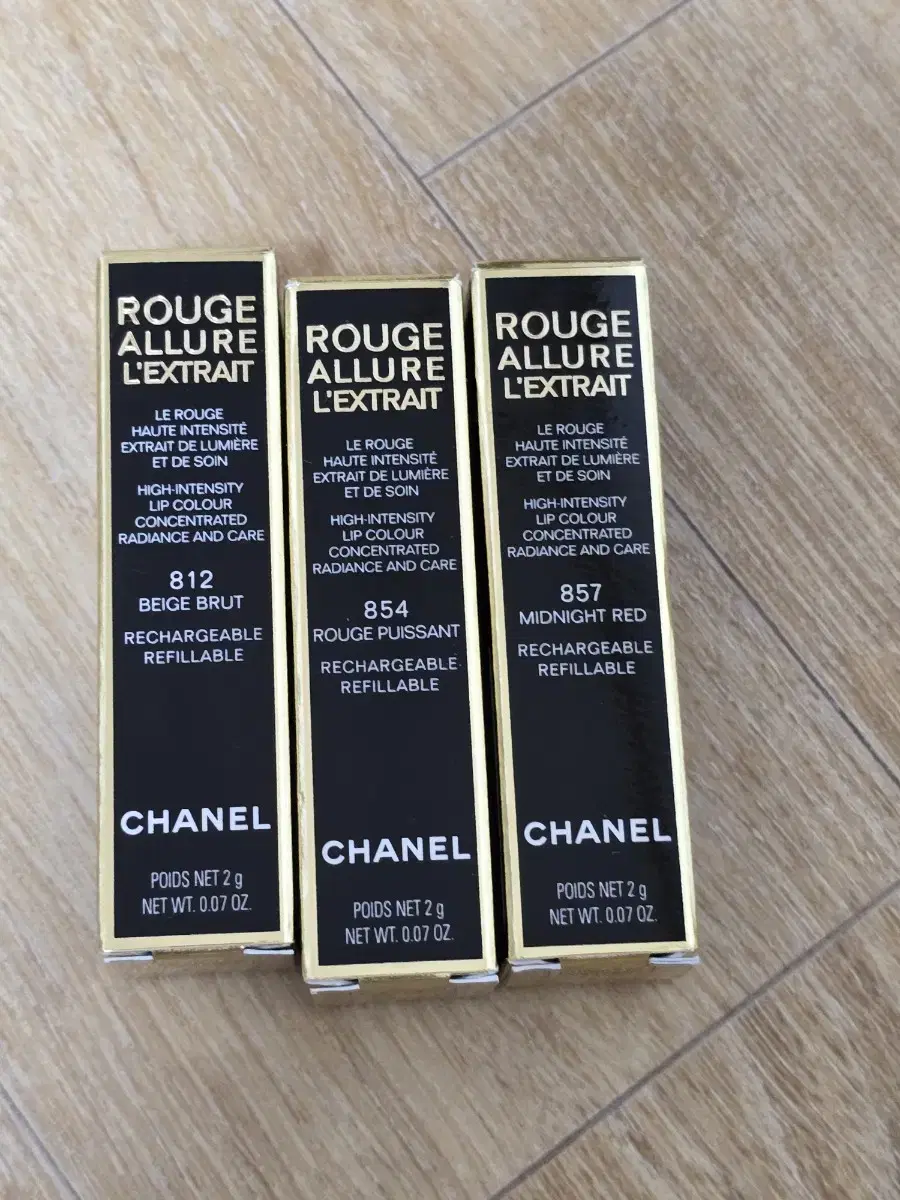 ROUGE
ALLURE
L'EXTRAIT
LE ROUGE
HAUTE INTENSITÉ
EXTRAIT DE LUMIÈRE
ET DE SOIN
HIGH-INTENSITY
LIP COLOUR
CONCENTRATED
RADIANCE AND CARE
812
BEIGE BRUT
RECHARGEABLE
REFILLABLE
CHANEL
POIDS NET 2 g
NET WT. 0.07 OZ.
ROUGE
ALLURE
L'EXTRAIT
LE ROUGE
HAUTE INTENSITÉ
EXTRAIT DE LUMIÈRE
ET DE SOIN
HIGH-INTENSITY
LIP COLOUR
CONCENTRATED
RADIANCE AND CARE
854
ROUGE PUISSANT
RECHARGEABLE
REFILLABLE
CHANEL
POIDS NET 2 g
NET WT. 0.07 OZ.
ROUGE
ALLURE
L'EXTRAIT
LE ROUGE
HAUTE INTENSITÉ
EXTRAIT DE LUMIÈRE
ET DE SOIN
HIGH-INTENSITY
LIP COLOUR
CONCENTRATED
RADIANCE AND CARE
857
MIDNIGHT RED
RECHARGEABLE
REFILLABLE
CHANEL
POIDS NET 2 g
NET WT. 0.07 OZ.